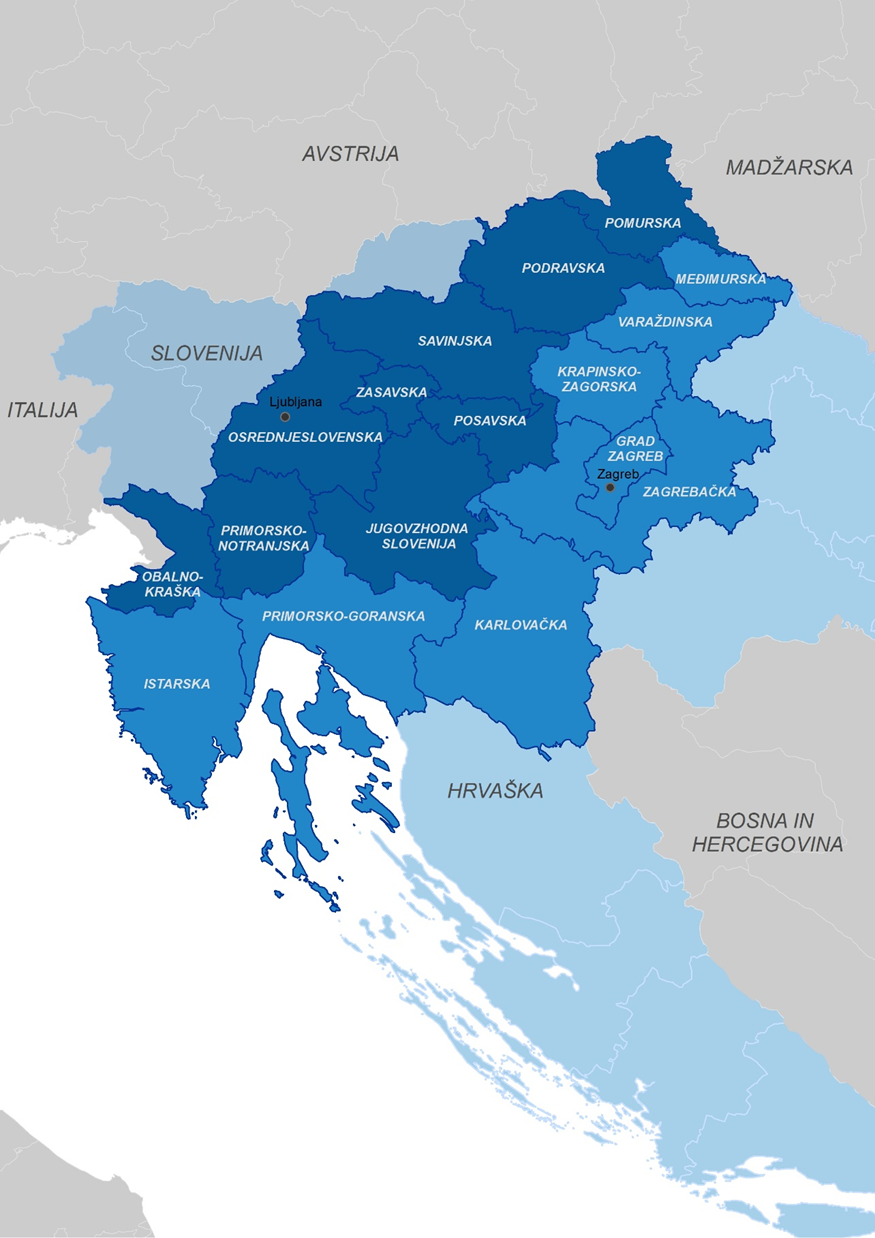 AVSTRIJA
MADŽARSKA
POMURSKA
PODRAVSKA
MEĐIMURSKA
VARAŽDINSKA
SAVINJSKA
SLOVENIJA
KRAPINSKO-
ZAGORSKA
ZASAVSKA
Ljubljana
ITALIJA
POSAVSKA
OSREDNJESLOVENSKA
GRAD
ZAGREB
Zagreb
ZAGREBAČKA
PRIMORSKO-
NOTRANJSKA
JUGOVZHODNA
SLOVENIJA
OBALNO-
KRAŠKA
PRIMORSKO-GORANSKA
KARLOVAČKA
ISTARSKA
HRVAŠKA
BOSNA IN
HERCEGOVINA